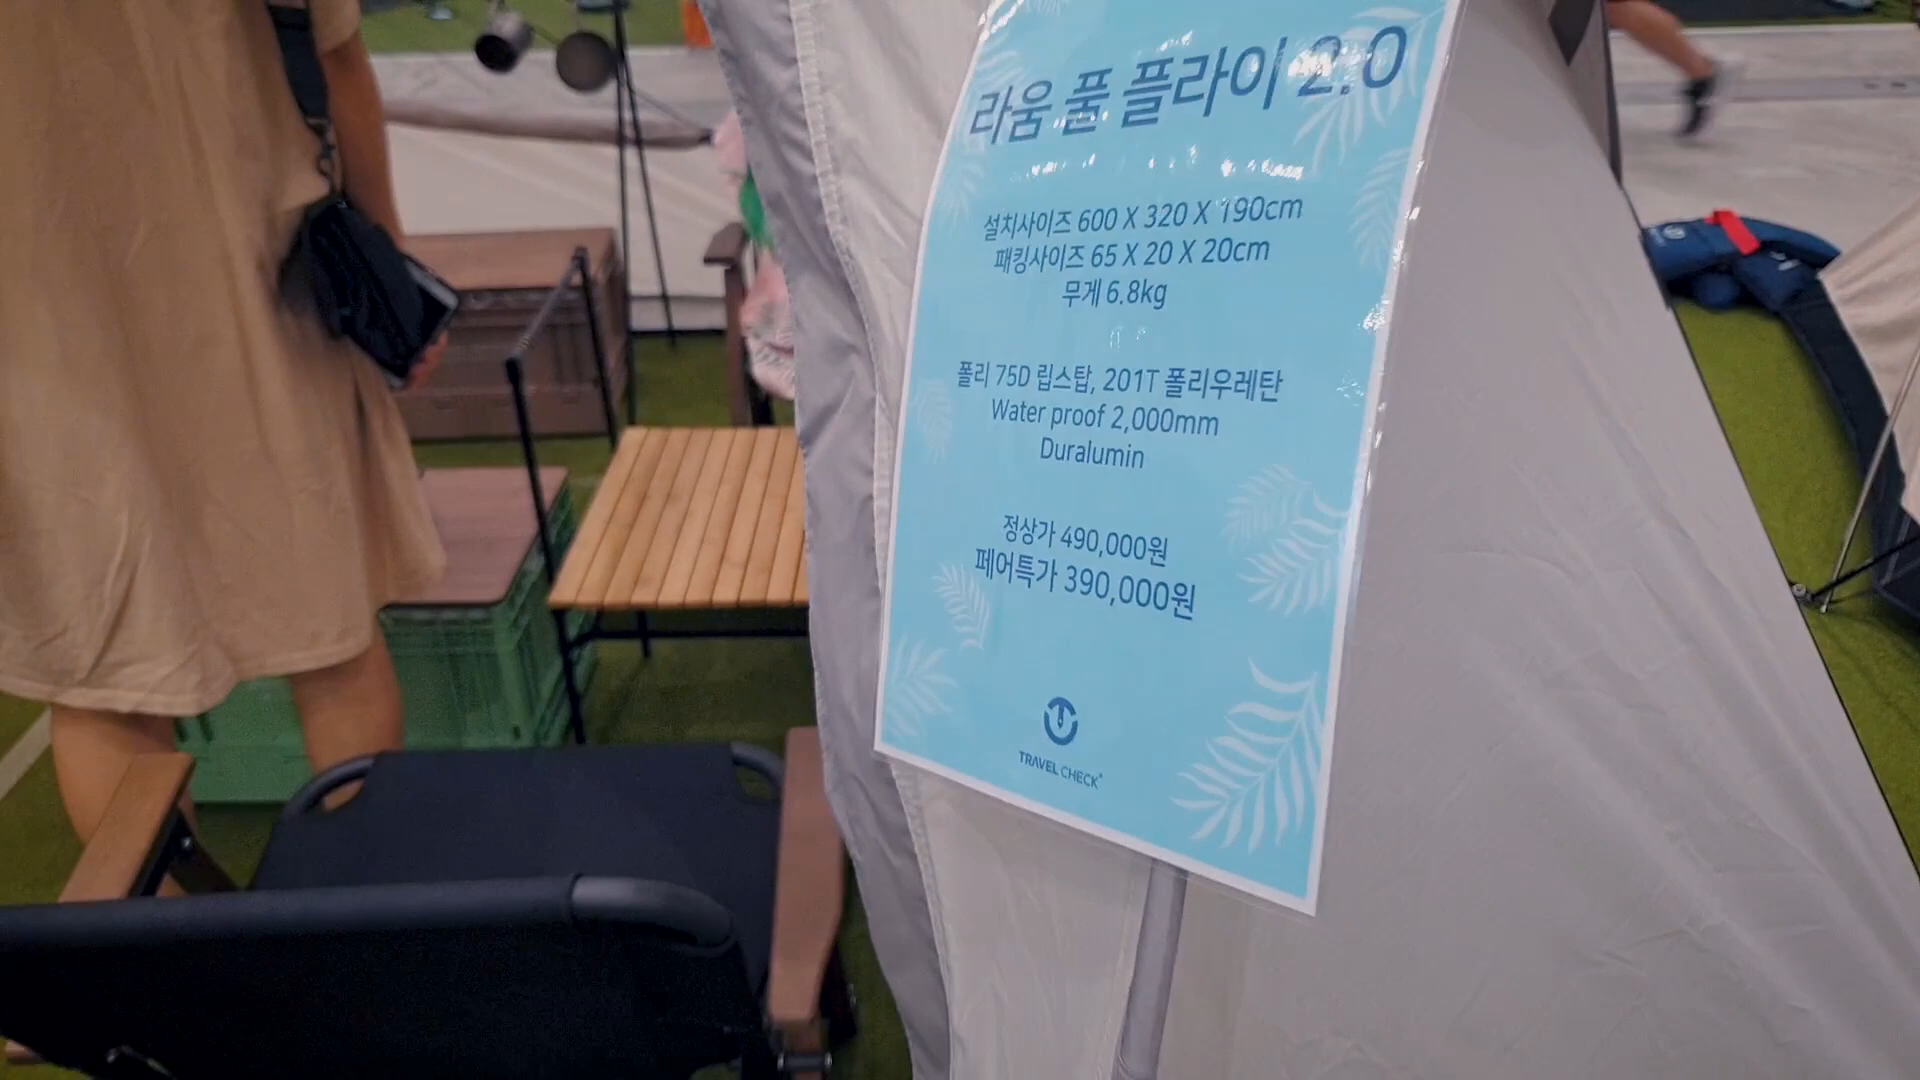 라움 풀 플라이 2.0
설치사이즈 600 X 320 X 190cm
패킹사이즈 65 X 20 X 20cm
무게 6.8kg
폴리 75D 립스탑, 201T 폴리우레탄
Water proof 2,000mm
Duralumin
정상가 490,000원
페어특가 390,000원
TRAVEL CHECK